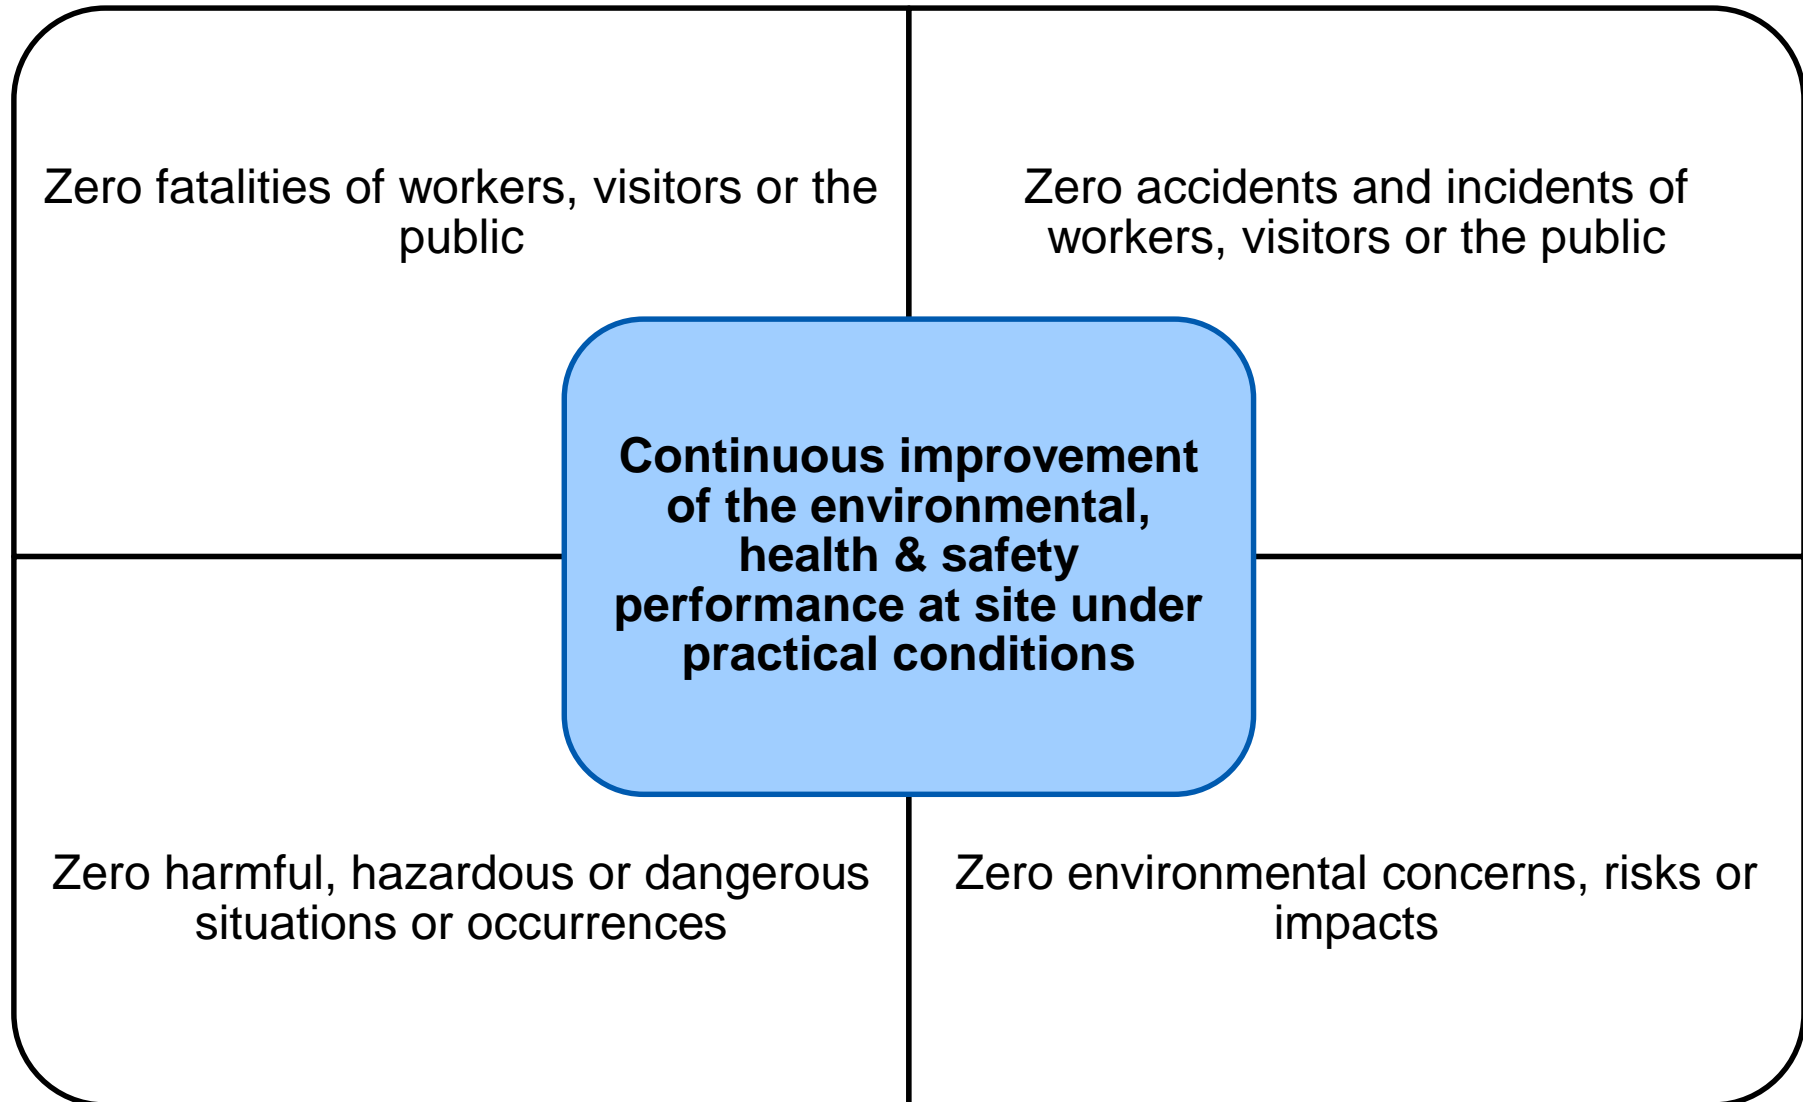 Zero fatalities of workers, visitors or the
public
Zero accidents and incidents of
workers, visitors or the public
Continuous improvement
of the environmental,
health & safety
performance at site under
practical conditions
Zero harmful, hazardous or dangerous
situations or occurrences
Zero environmental concerns, risks or
impacts